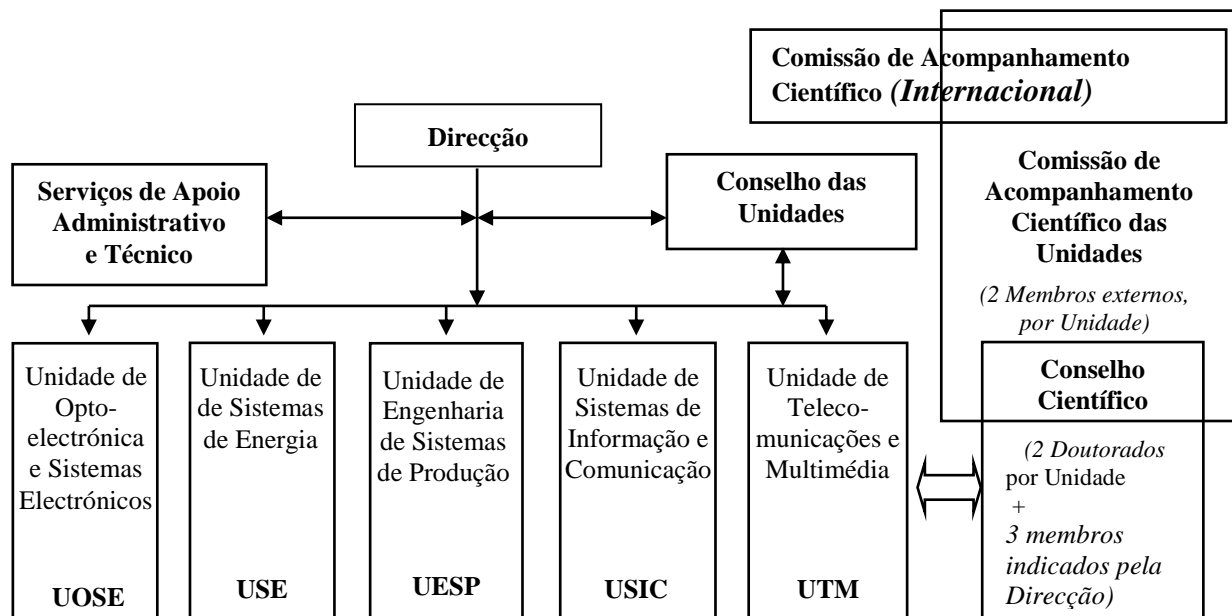 Comissão de Acompanhamento
Científico (Internacional)
Direcção
Serviços de Apoio
Administrativo
e Técnico
Conselho das
Unidades
Comissão de
Acompanhamento
Científico das
Unidades
(2 Membros externos,
por Unidade)
Unidade de
Opto-
electrónica
e Sistemas
Electrónicos
UOSE
Unidade de
de Sistemas
de Energia
USE
Unidade de
Engenharia
de Sistemas
de Produção
UESP
Unidade de
Sistemas de
Informação e
Comunicação
USIC
Unidade de
Teleco-
municações e
Multimédia
UTM
Conselho
Científico
(2 Doutorados
por Unidade
+
3 membros
indicados pela
Direcção)